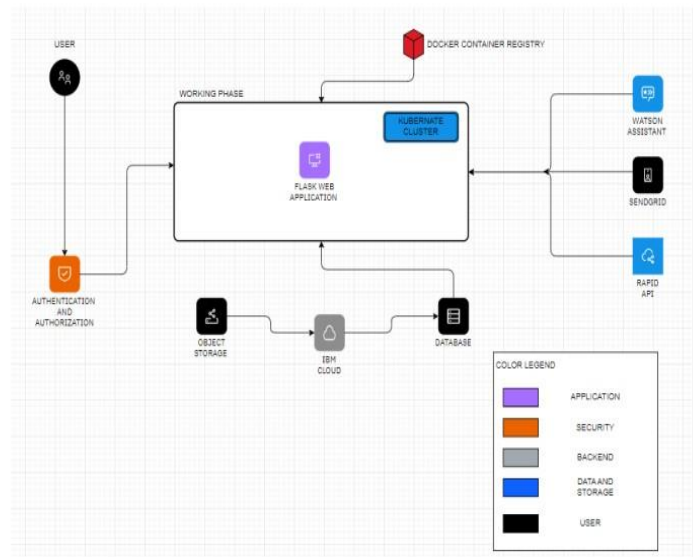 USER
DOCKER CONTAINER REGISTRY
WORKING PHASE
KUBERNATE
CLUSTER
FLASK WEB
APPLICATION
WATSON
ASSISTANT
SENDGRID
RAPID
API
AUTHENTICATION
AND
AUTHORIZATION
OBJECT
STORAGE
IBM
CLOUD
DATABASE
COLOR LEGEND
APPLICATION
SECURITY
BACKEND
DATA AND
STORAGE
USER